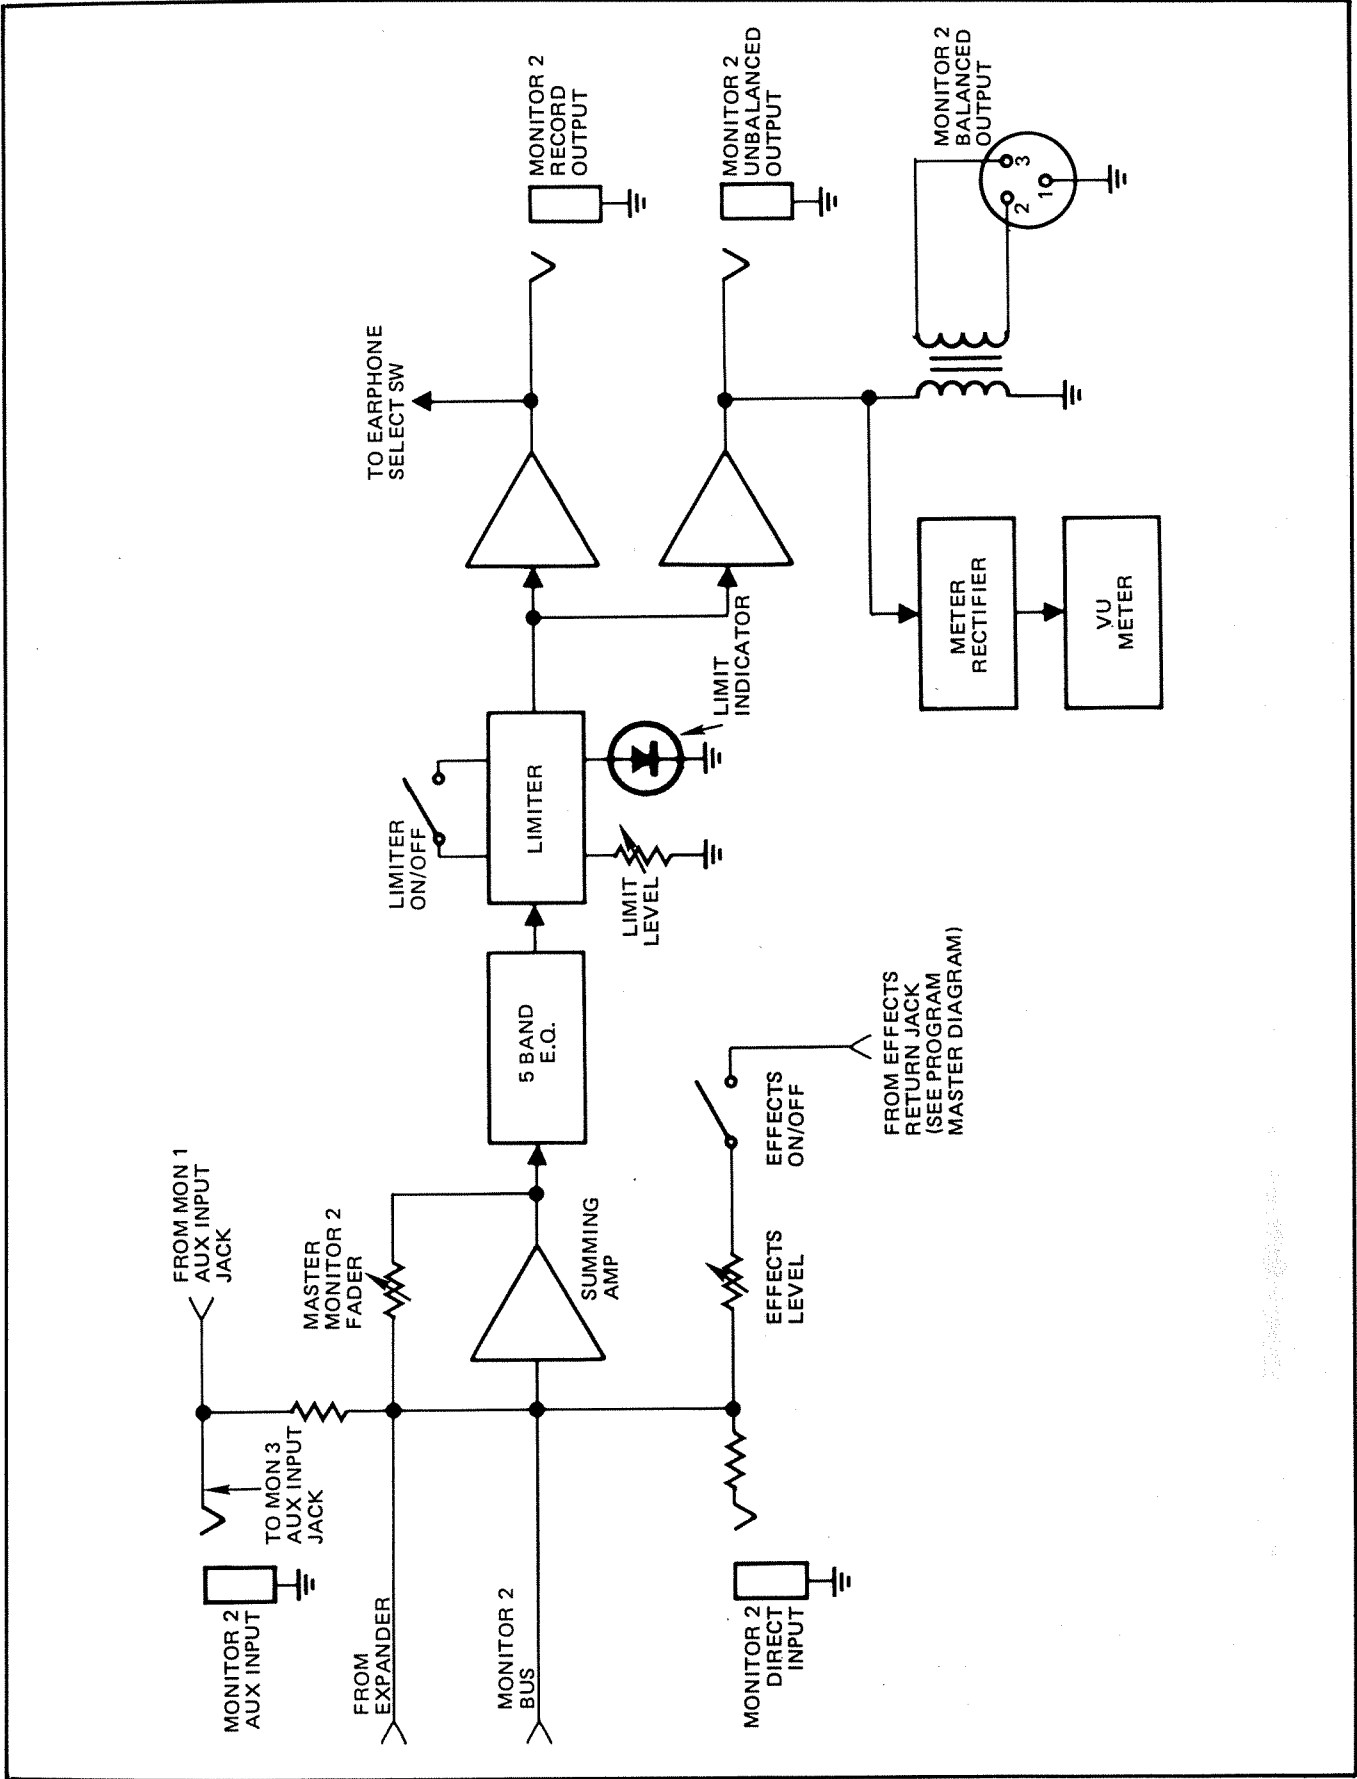 FROM MON 1
AUX INPUT
JACK
MONITOR 2
AUX INPUT
TO MON 3
AUX INPUT
JACK
FROM
EXPANDER
MONITOR 2
BUS
MONITOR 2
DIRECT
INPUT
MASTER
MONITOR 2
FADER
SUMMING
AMP
EFFECTS
LEVEL
EFFECTS
ON/OFF
FROM EFFECTS
RETURN JACK
(SEE PROGRAM
MASTER DIAGRAM)
5 BAND
E.Q.
LIMITER
ON/OFF
LIMITER
LIMIT
LEVEL
LIMIT
INDICATOR
TO EARPHONE
SELECT SW
MONITOR 2
RECORD
OUTPUT
MONITOR 2
UNBALANCED
OUTPUT
METER
RECTIFIER
VU
METER
MONITOR 2
BALANCED
OUTPUT
2
3
1